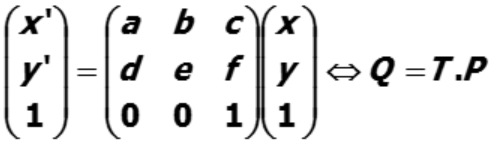 (x' y' 1) = (a b c d e f 0 0 1)(x y 1) ⇔ Q = T.P